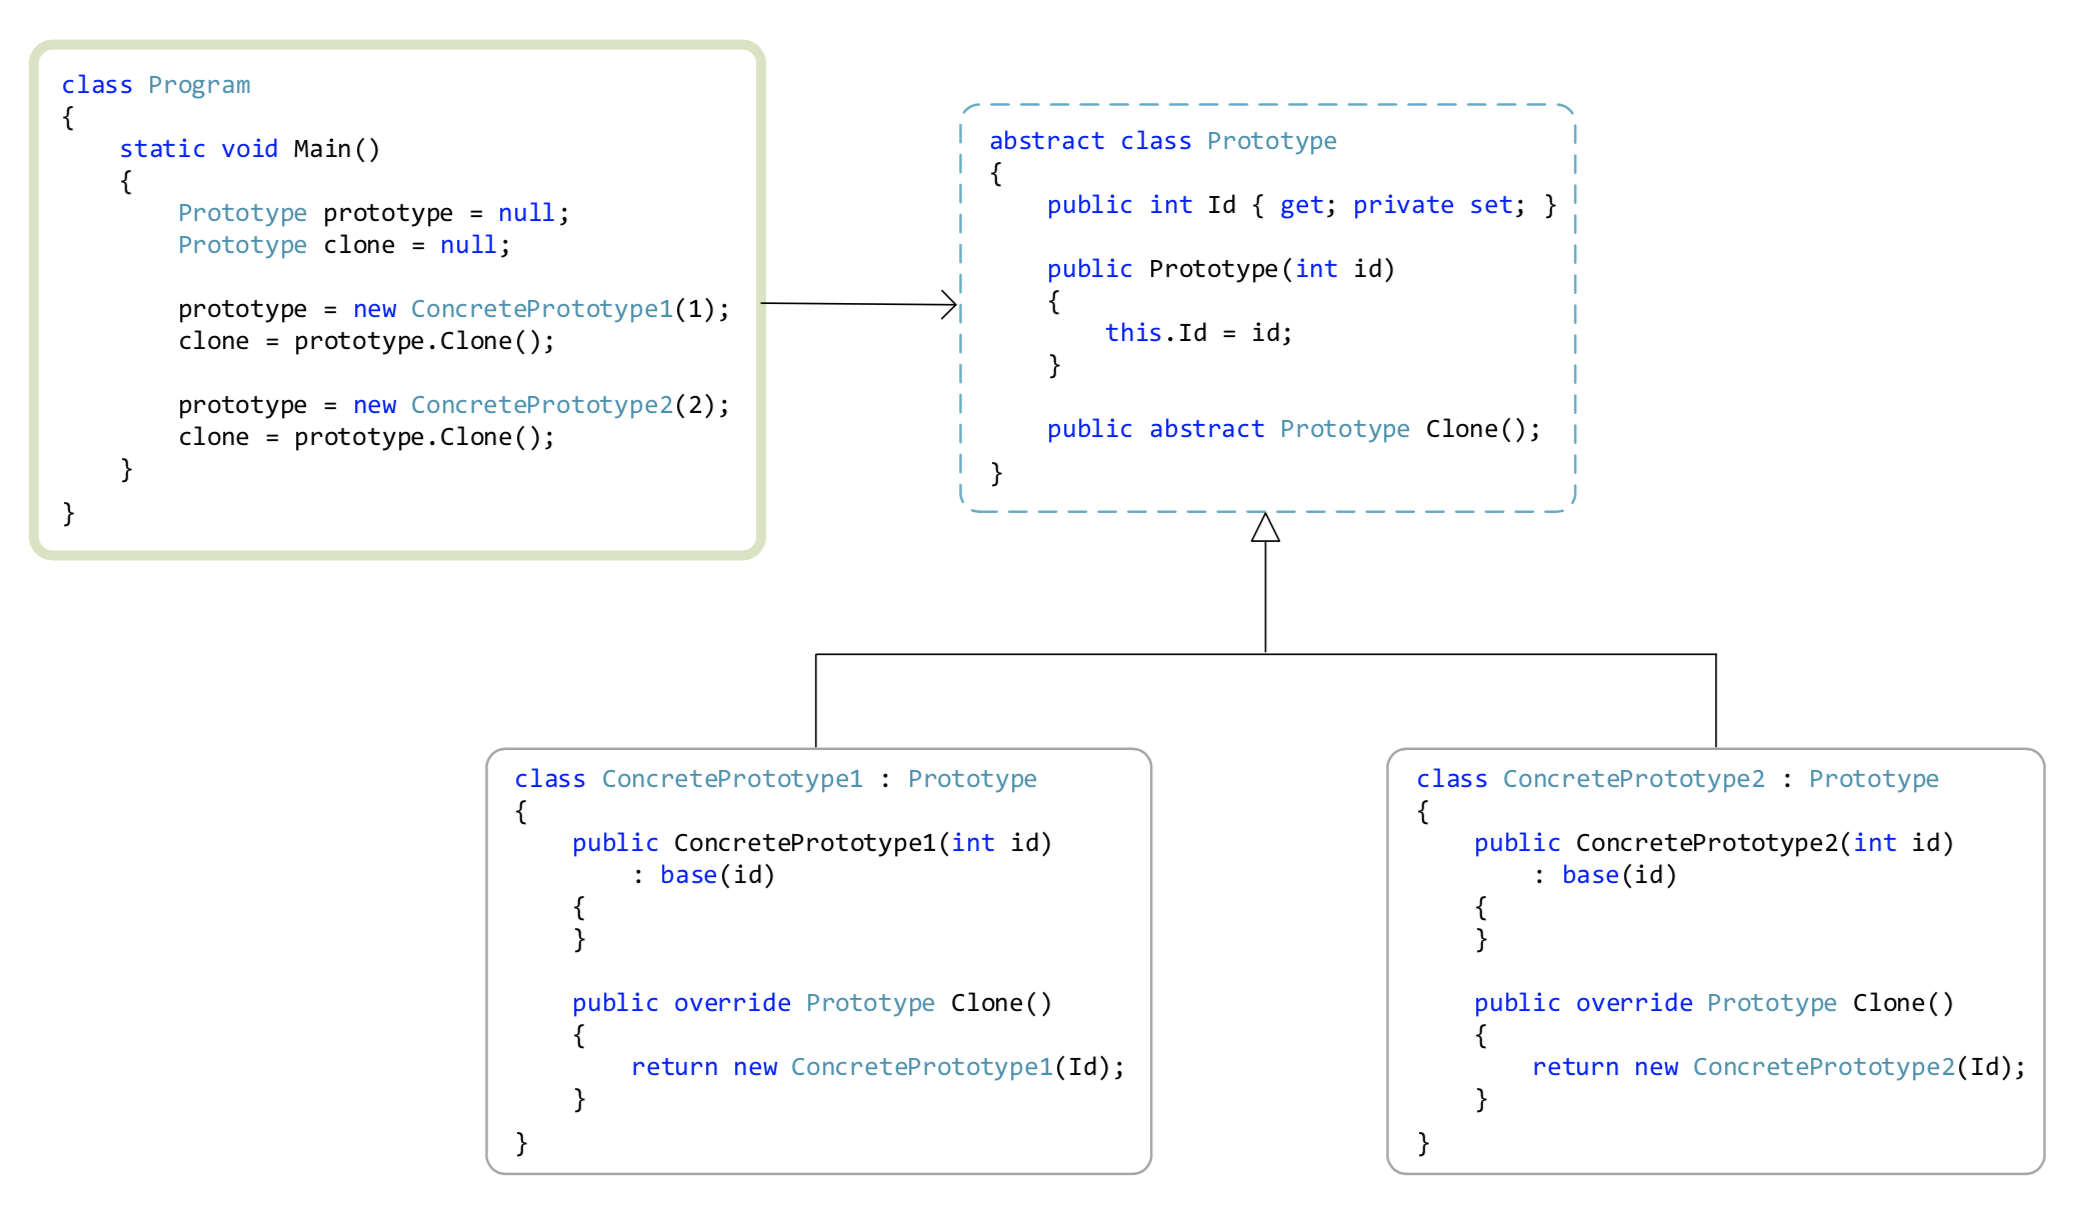 class Program
{
    static void Main()
    {
        Prototype prototype = null;
        Prototype clone = null;

        prototype = new ConcretePrototype1(1);
        clone = prototype.Clone();

        prototype = new ConcretePrototype2(2);
        clone = prototype.Clone();
    }
}
abstract class Prototype
{
    public int Id { get; private set; }

    public Prototype(int id)
    {
        this.Id = id;
    }

    public abstract Prototype Clone();
}
class ConcretePrototype1 : Prototype
{
    public ConcretePrototype1(int id)
        : base(id)
    {
    }

    public override Prototype Clone()
    {
        return new ConcretePrototype1(Id);
    }
}
class ConcretePrototype2 : Prototype
{
    public ConcretePrototype2(int id)
        : base(id)
    {
    }

    public override Prototype Clone()
    {
        return new ConcretePrototype2(Id);
    }
}